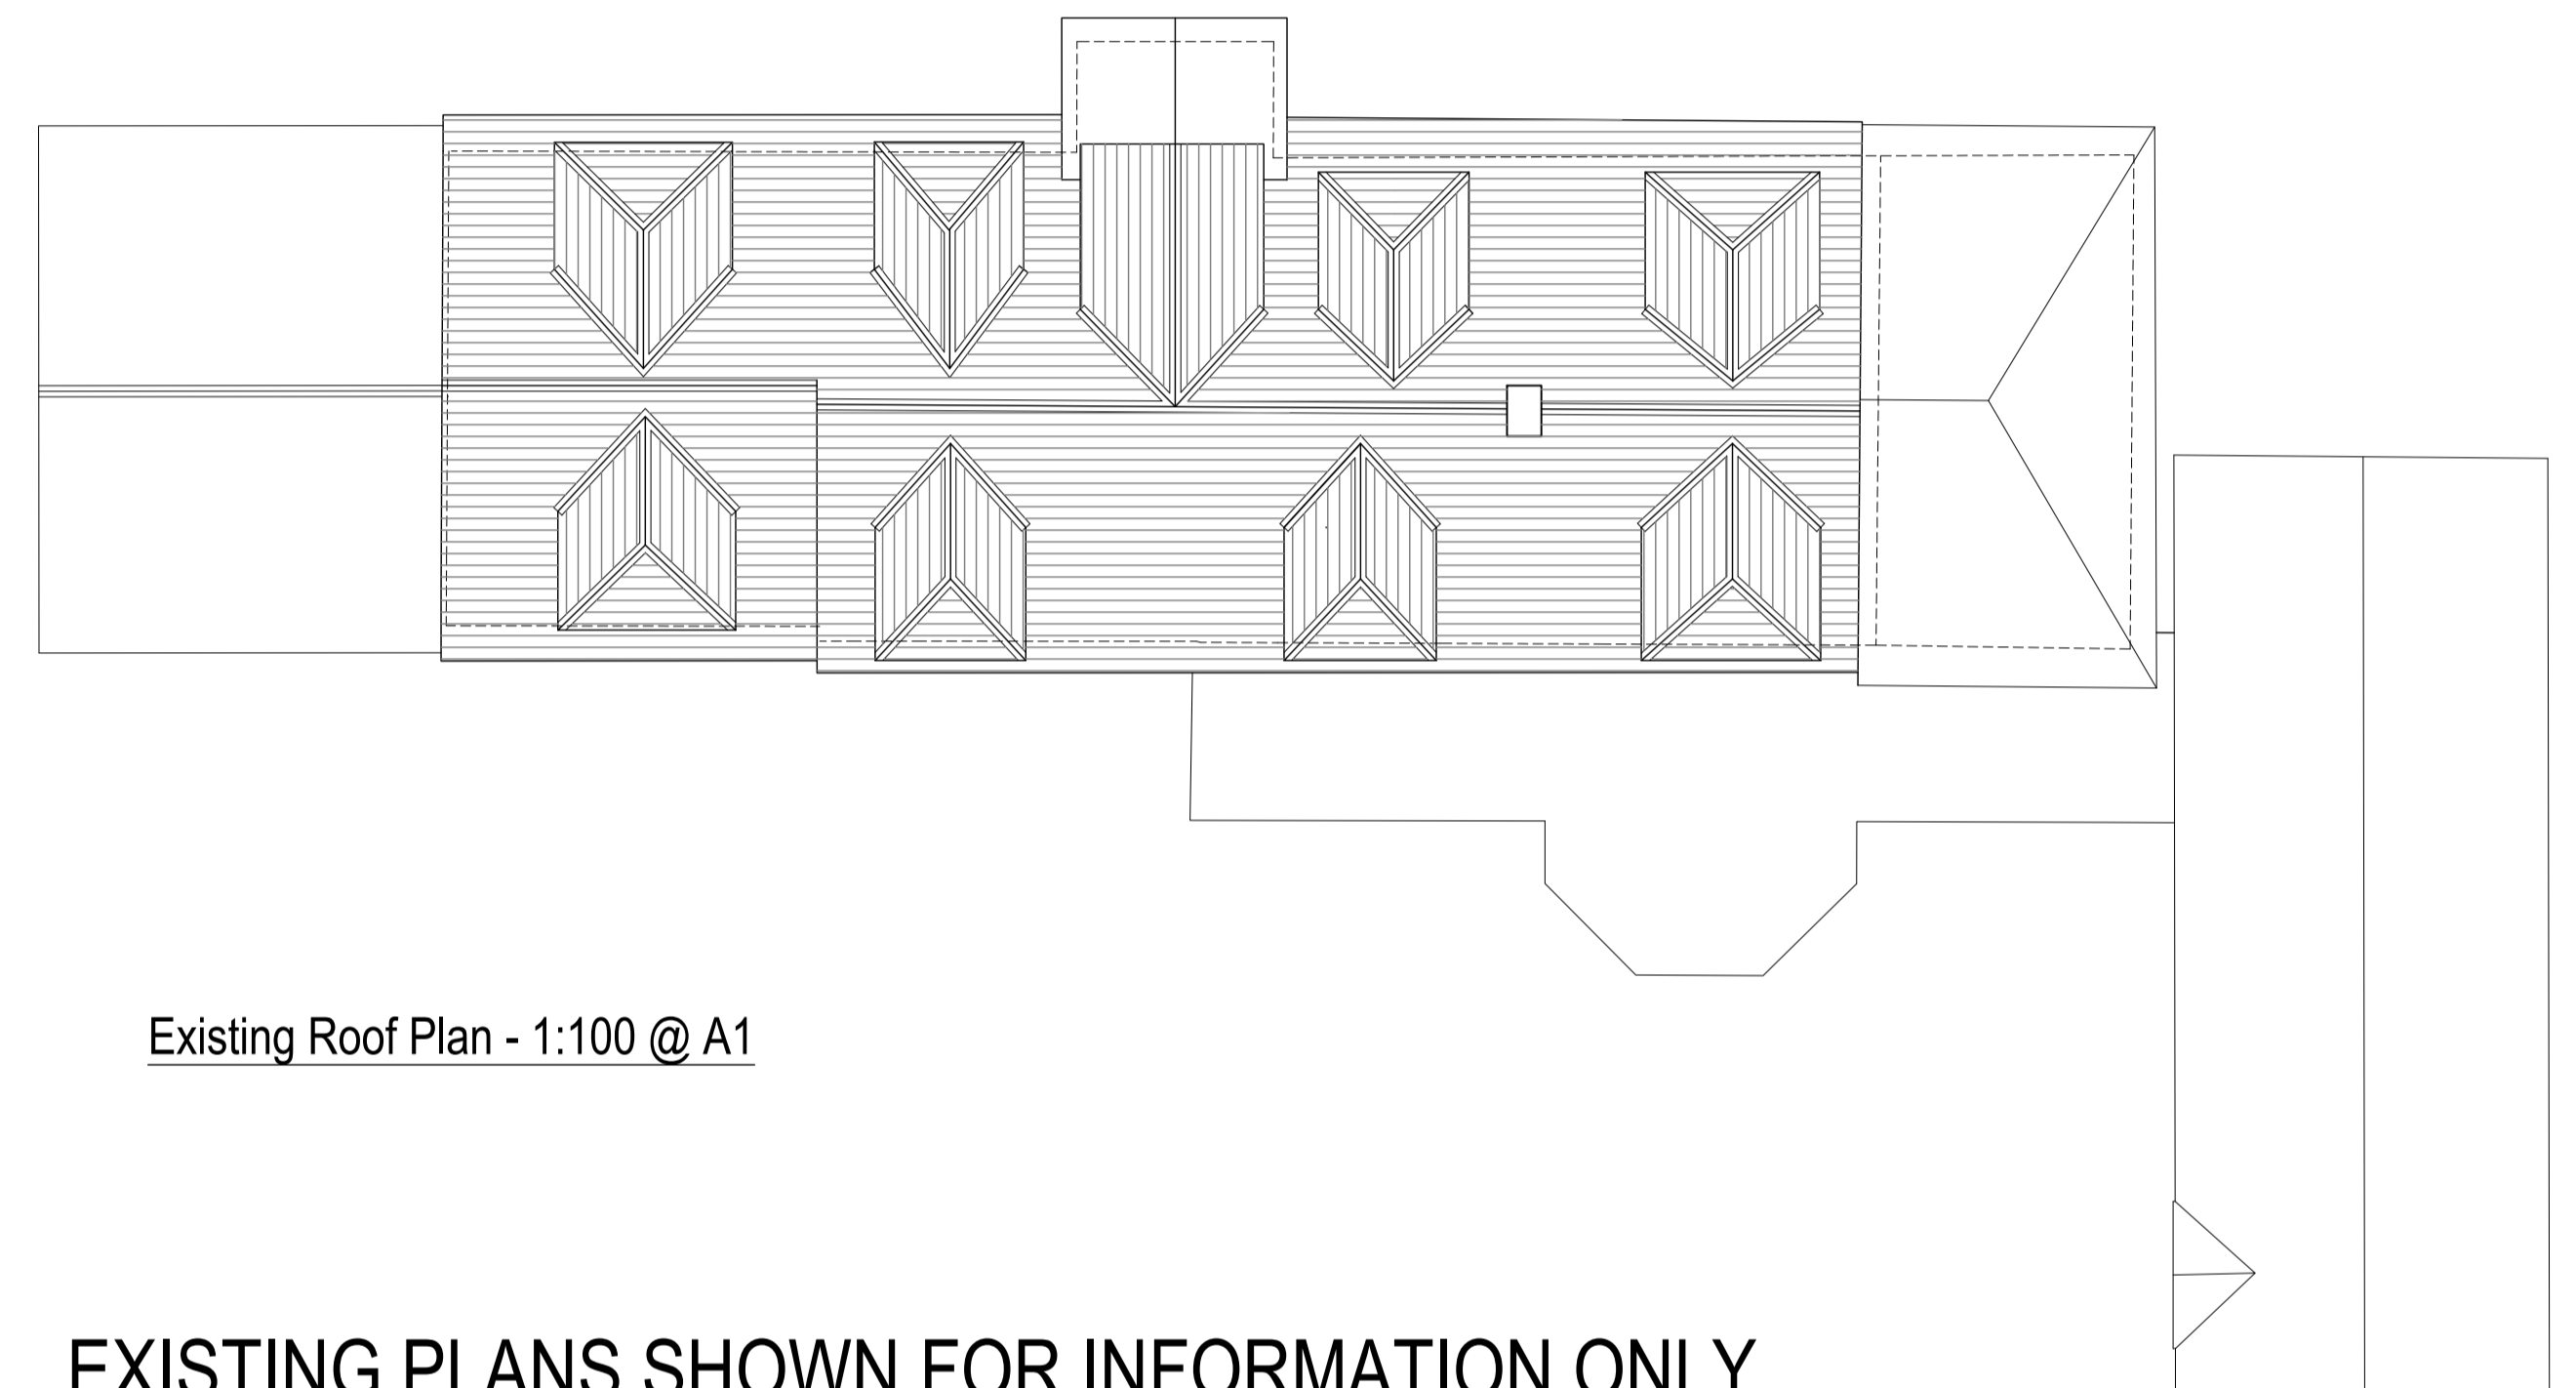 Existing Roof Plan - 1:100 @ A1
EXISTING PLANS SHOWN FOR INFORMATION ONLY